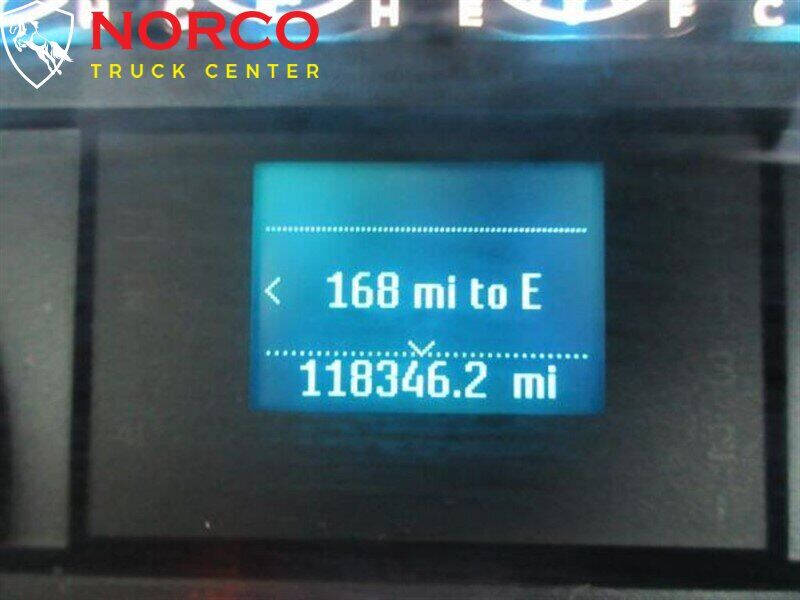 H C H E F C
NORCO
TRUCK CENTER
< 168 mi to E
118346.2 mi